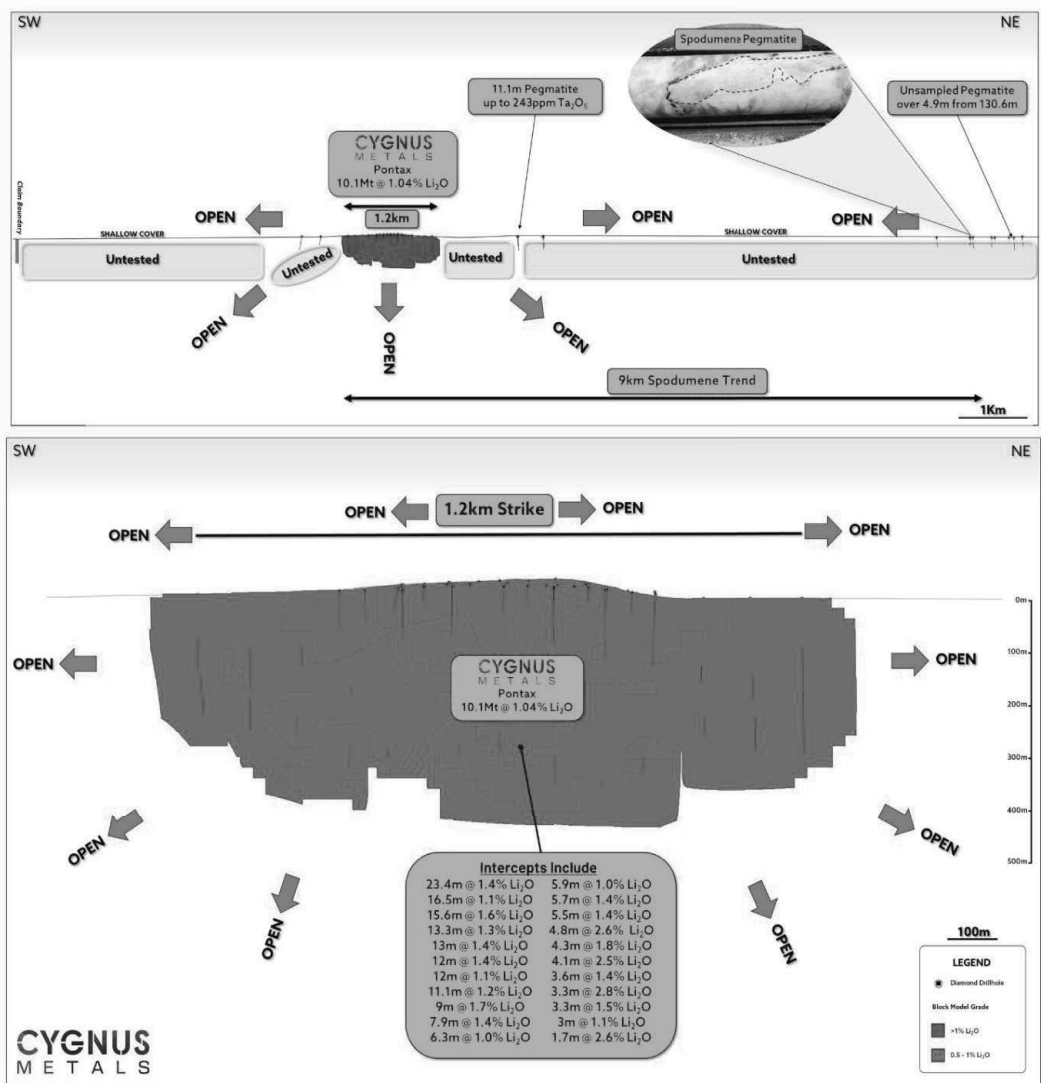 SW
NE
Spodumene Pegmatite
11.1m Pegmatite
up to 243ppm Ta₂O₅
Unsampled Pegmatite
over 4.9m from 130.6m
CYGNUS
METALS
Pontax
10.1Mt @ 1.04% Li₂O
1.2km
Claim Boundary
OPEN
OPEN
OPEN
SHALLOW COVER
SHALLOW COVER
Untested
Untested
Untested
Untested
OPEN
OPEN
OPEN
9km Spodumene Trend
1Km
SW
NE
OPEN
1.2km Strike
OPEN
OPEN
OPEN
0m
100m
200m
300m
400m
500m
OPEN
OPEN
CYGNUS
METALS
Pontax
10.1Mt @ 1.04% Li₂O
OPEN
OPEN
OPEN
OPEN
Intercepts Include
23.4m @ 1.4% Li₂O 5.9m @ 1.0% Li₂O
16.5m @ 1.1% Li₂O 5.7m @ 1.4% Li₂O
15.6m @ 1.6% Li₂O 5.5m @ 1.4% Li₂O
13.3m @ 1.3% Li₂O 4.8m @ 2.6% Li₂O
13m @ 1.4% Li₂O 4.3m @ 1.8% Li₂O
12m @ 1.4% Li₂O 4.1m @ 2.5% Li₂O
12m @ 1.1% Li₂O 3.6m @ 1.4% Li₂O
11.1m @ 1.2% Li₂O 3.3m @ 2.8% Li₂O
9m @ 1.7% Li₂O 3.3m @ 1.5% Li₂O
7.9m @ 1.4% Li₂O 3m @ 1.1% Li₂O
6.3m @ 1.0% Li₂O 1.7m @ 2.6% Li₂O
100m
LEGEND
Diamond Drillhole
Block Model Grade
>1% Li₂O
0.5 - 1% Li₂O
CYGNUS
METALS